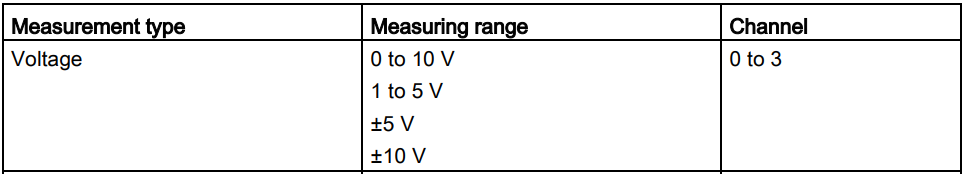 Measurement type Measuring range Channel
Voltage 0 to 10 V 0 to 3
1 to 5 V
±5 V
±10 V